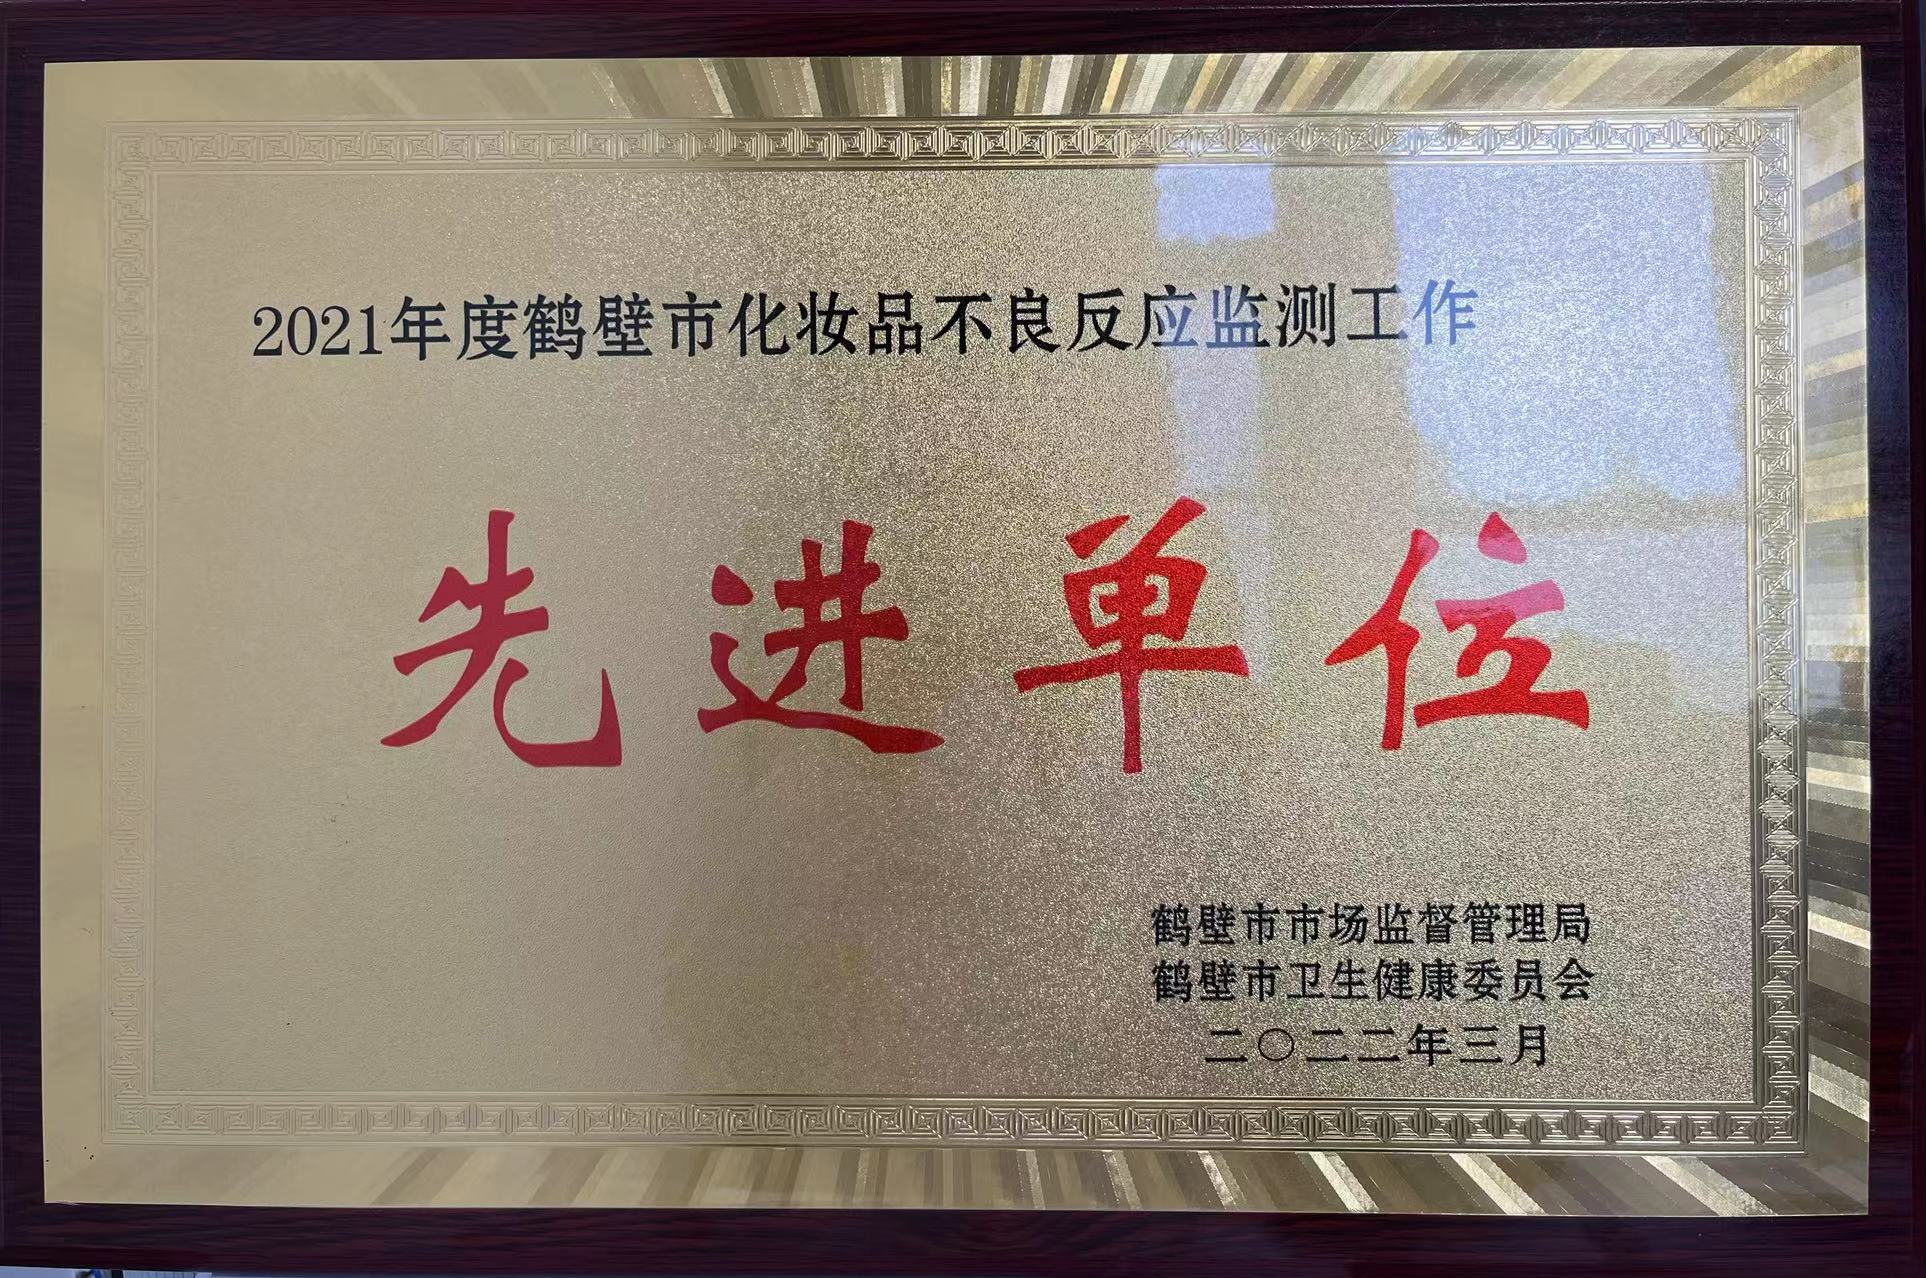 2021年度鹤壁市化妆品不良反应监测工作
先进单位
鹤壁市市场监督管理局
鹤壁市卫生健康委员会
二〇二二年三月